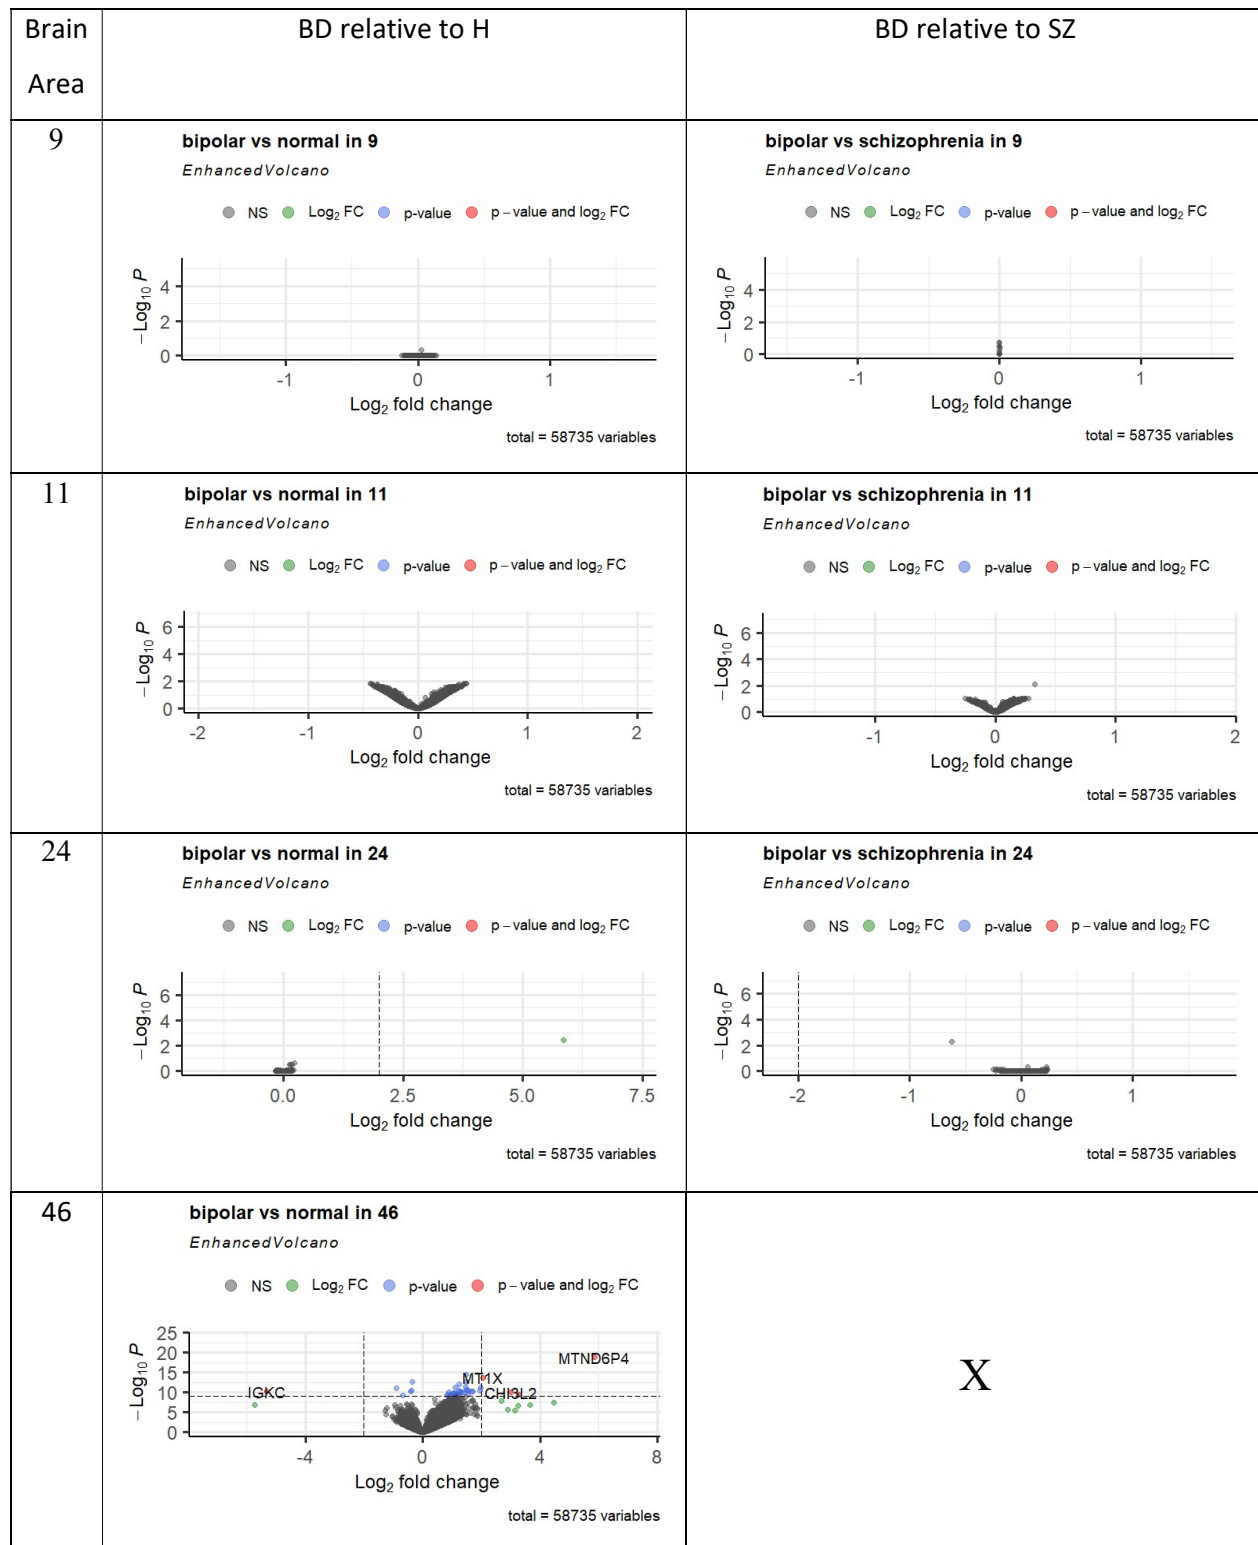 Brain Area
BD relative to H
BD relative to SZ
9
bipolar vs normal in 9
EnhancedVolcano
NS Log2 FC p-value p – value and log2 FC
– Log10 P
4
2
0
-1 0 1
Log2 fold change
total = 58735 variables
bipolar vs schizophrenia in 9
EnhancedVolcano
NS Log2 FC p-value p – value and log2 FC
– Log10 P
4
2
0
-1 0 1
Log2 fold change
total = 58735 variables
11
bipolar vs normal in 11
EnhancedVolcano
NS Log2 FC p-value p – value and log2 FC
– Log10 P
6
4
2
0
-2 -1 0 1 2
Log2 fold change
total = 58735 variables
bipolar vs schizophrenia in 11
EnhancedVolcano
NS Log2 FC p-value p – value and log2 FC
– Log10 P
6
4
2
0
-1 0 1 2
Log2 fold change
total = 58735 variables
24
bipolar vs normal in 24
EnhancedVolcano
NS Log2 FC p-value p – value and log2 FC
– Log10 P
6
4
2
0
0.0 2.5 5.0 7.5
Log2 fold change
total = 58735 variables
bipolar vs schizophrenia in 24
EnhancedVolcano
NS Log2 FC p-value p – value and log2 FC
– Log10 P
6
4
2
0
-2 -1 0 1
Log2 fold change
total = 58735 variables
46
bipolar vs normal in 46
EnhancedVolcano
NS Log2 FC p-value p – value and log2 FC
– Log10 P
25
20
15
10
5
0
MTND6P4
MT1X
IGKC
CHI3L2
-4 0 4 8
Log2 fold change
total = 58735 variables
X